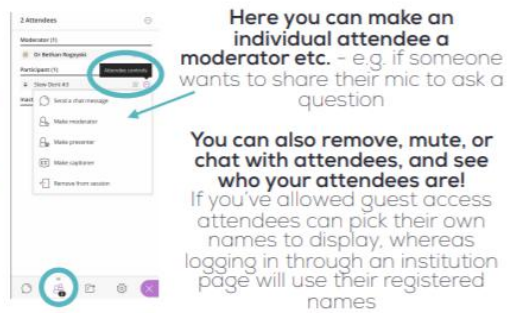 2 Attendees
Moderator (1)
Participant (1)
Attendee controls
Send a chat message
Make moderator
Make presenter
Make captioner
Remove from session
Here you can make an
individual attendee a
moderator etc. - e.g. if someone
wants to share their mic to ask a
question
You can also remove, mute, or
chat with attendees, and see
who your attendees are!
If you've allowed guest access
attendees can pick their own
names to display, whereas
logging in through an institution
page will use their registered
names